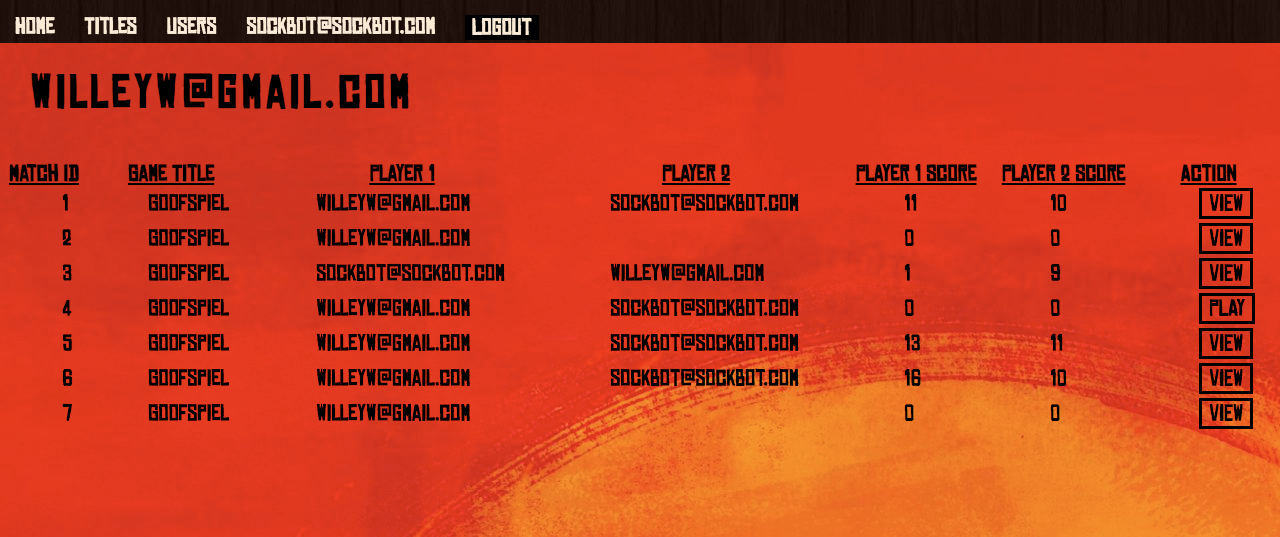 HOME TITLES USERS SOCKBOT@SOCKBOT.COM LOGOUT
WILLEYW@GMAIL.COM
MATCH ID GAME TITLE PLAYER 1 PLAYER 2 PLAYER 1 SCORE PLAYER 2 SCORE ACTION
1 GOOFSPIEL WILLEYW@GMAIL.COM SOCKBOT@SOCKBOT.COM 11 10 VIEW
2 GOOFSPIEL WILLEYW@GMAIL.COM 0 0 VIEW
3 GOOFSPIEL SOCKBOT@SOCKBOT.COM WILLEYW@GMAIL.COM 1 9 VIEW
4 GOOFSPIEL WILLEYW@GMAIL.COM SOCKBOT@SOCKBOT.COM 0 0 PLAY
5 GOOFSPIEL WILLEYW@GMAIL.COM SOCKBOT@SOCKBOT.COM 13 11 VIEW
6 GOOFSPIEL WILLEYW@GMAIL.COM SOCKBOT@SOCKBOT.COM 16 10 VIEW
7 GOOFSPIEL WILLEYW@GMAIL.COM 0 0 VIEW